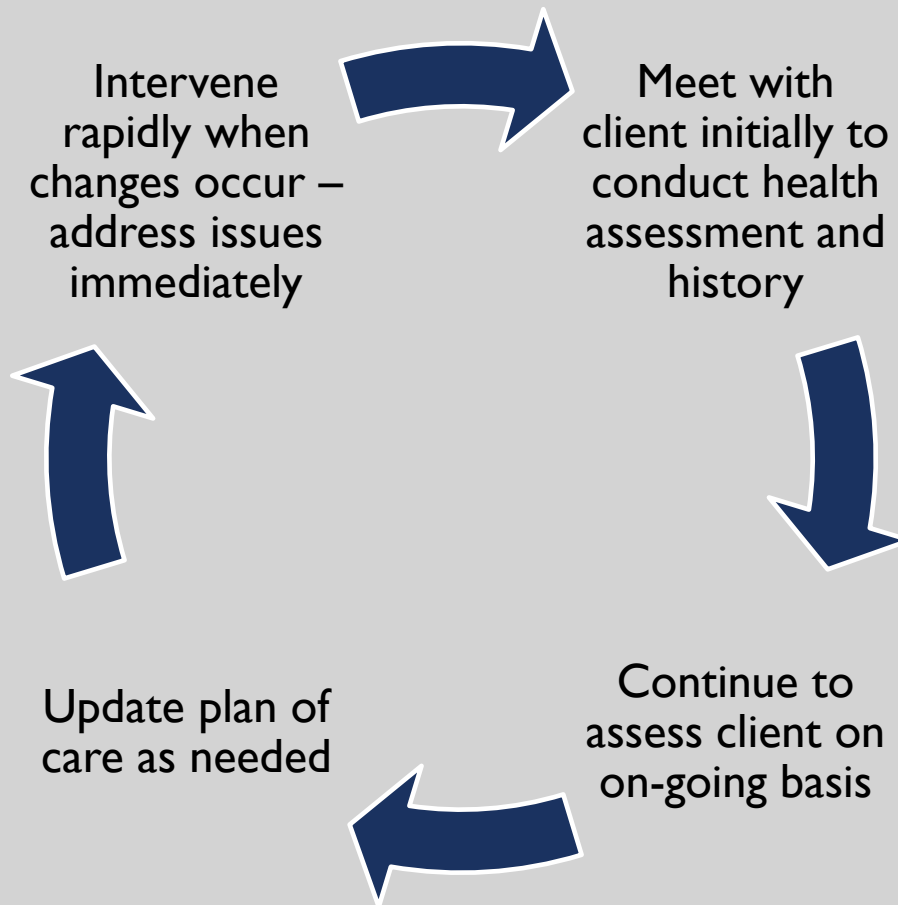 Intervene
rapidly when
changes occur –
address issues
immediately
Meet with
client initially to
conduct health
assessment and
history
Continue to
assess client on
on-going basis
Update plan of
care as needed